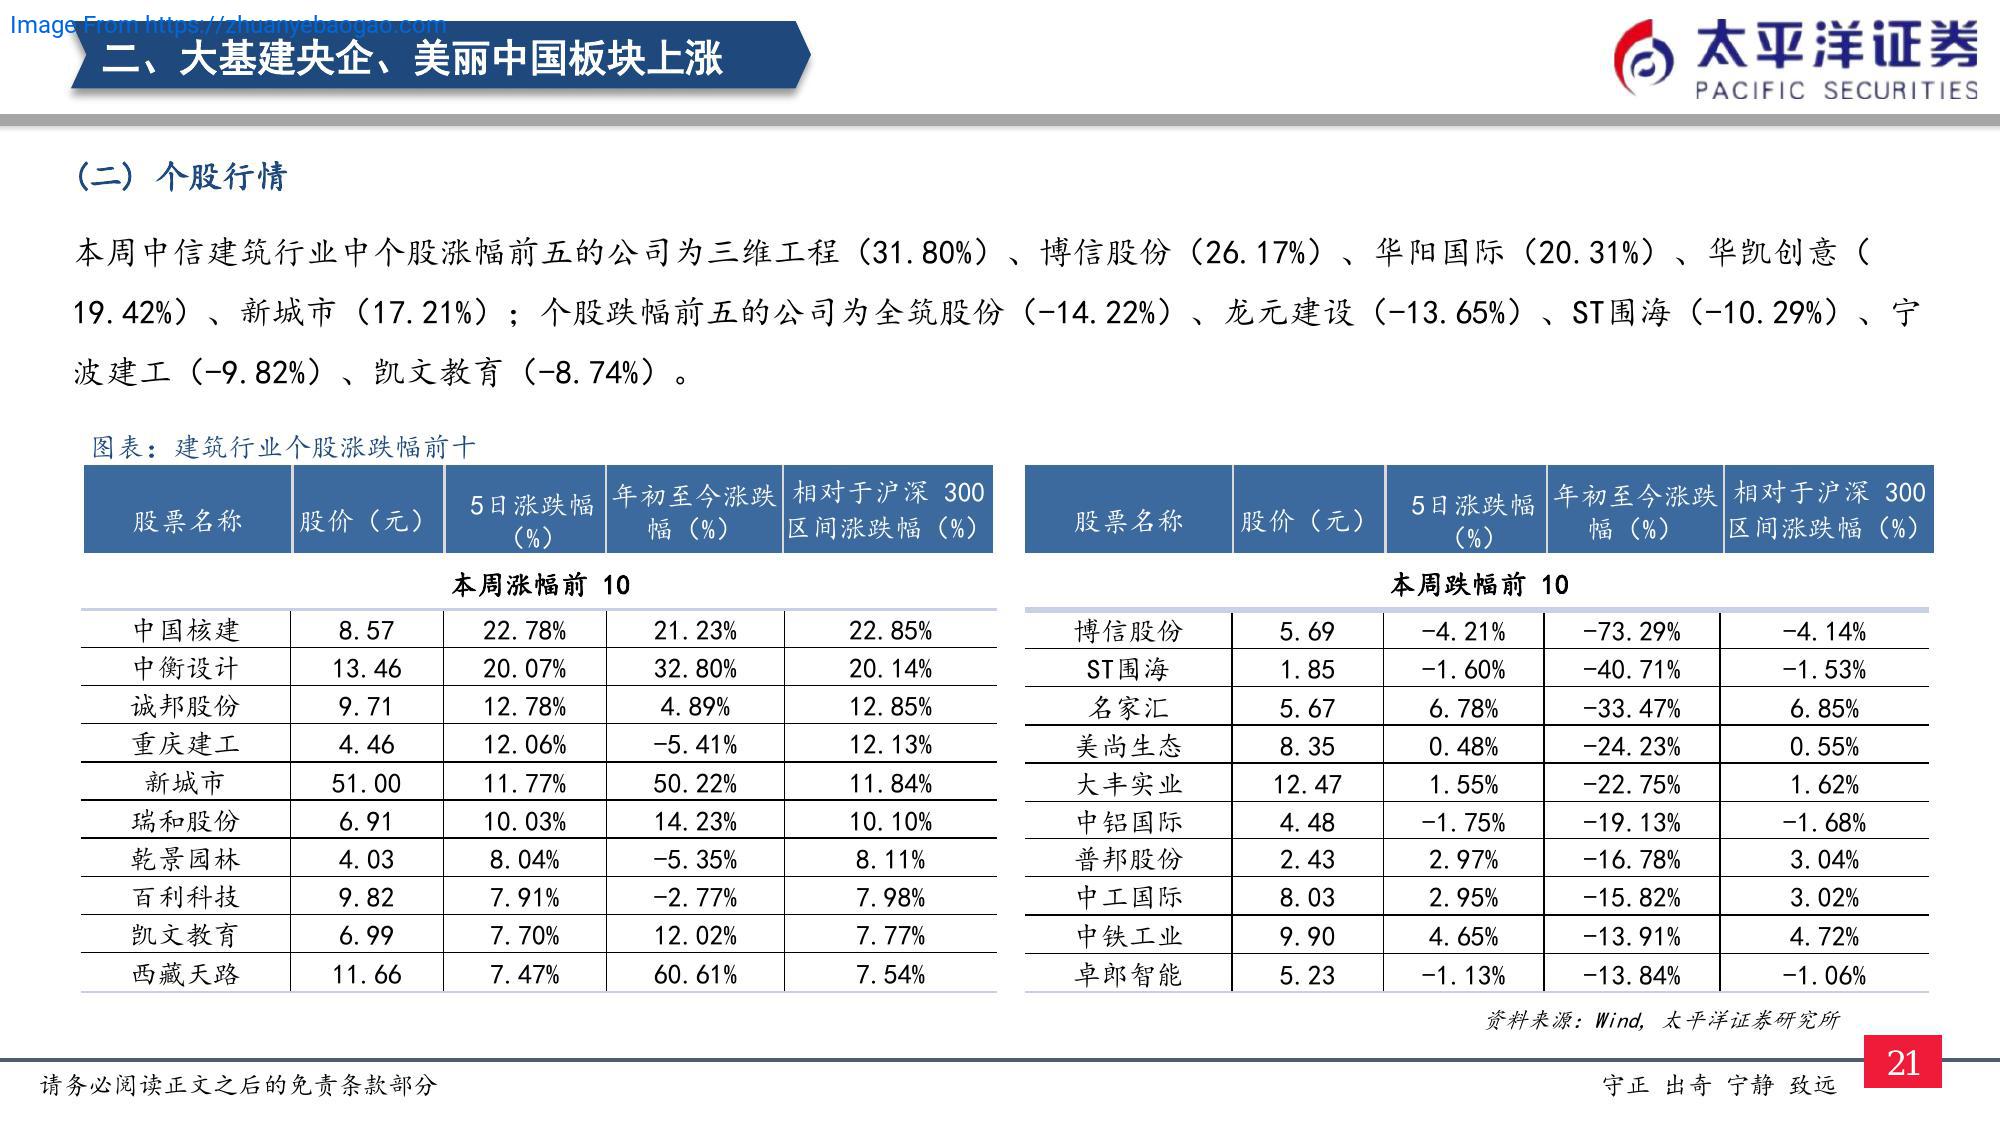 Image From https://zhuanyebaogao.com
二、大基建央企、美丽中国板块上涨
太平洋证券
PACIFIC SECURITIES
(二) 个股行情
本周中信建筑行业中个股涨幅前五的公司为三维工程（31.80%）、博信股份（26.17%）、华阳国际（20.31%）、华凯创意（
19.42%）、新城市（17.21%）；个股跌幅前五的公司为全筑股份（-14.22%）、龙元建设（-13.65%）、ST围海（-10.29%）、宁
波建工（-9.82%）、凯文教育（-8.74%）。
图表：建筑行业个股涨跌幅前十
股票名称 股价（元） 5日涨跌幅（%） 年初至今涨跌幅（%） 相对于沪深 300 区间涨跌幅（%）
本周涨幅前 10
中国核建 8.57 22.78% 21.23% 22.85%
中衡设计 13.46 20.07% 32.80% 20.14%
诚邦股份 9.71 12.78% 4.89% 12.85%
重庆建工 4.46 12.06% -5.41% 12.13%
新城市 51.00 11.77% 50.22% 11.84%
瑞和股份 6.91 10.03% 14.23% 10.10%
乾景园林 4.03 8.04% -5.35% 8.11%
百利科技 9.82 7.91% -2.77% 7.98%
凯文教育 6.99 7.70% 12.02% 7.77%
西藏天路 11.66 7.47% 60.61% 7.54%
股票名称 股价（元） 5日涨跌幅（%） 年初至今涨跌幅（%） 相对于沪深 300 区间涨跌幅（%）
本周跌幅前 10
博信股份 5.69 -4.21% -73.29% -4.14%
ST围海 1.85 -1.60% -40.71% -1.53%
名家汇 5.67 6.78% -33.47% 6.85%
美尚生态 8.35 0.48% -24.23% 0.55%
大丰实业 12.47 1.55% -22.75% 1.62%
中铝国际 4.48 -1.75% -19.13% -1.68%
普邦股份 2.43 2.97% -16.78% 3.04%
中工国际 8.03 2.95% -15.82% 3.02%
中铁工业 9.90 4.65% -13.91% 4.72%
卓郎智能 5.23 -1.13% -13.84% -1.06%
资料来源：Wind，太平洋证券研究所
请务必阅读正文之后的免责条款部分
守正 出奇 宁静 致远
21